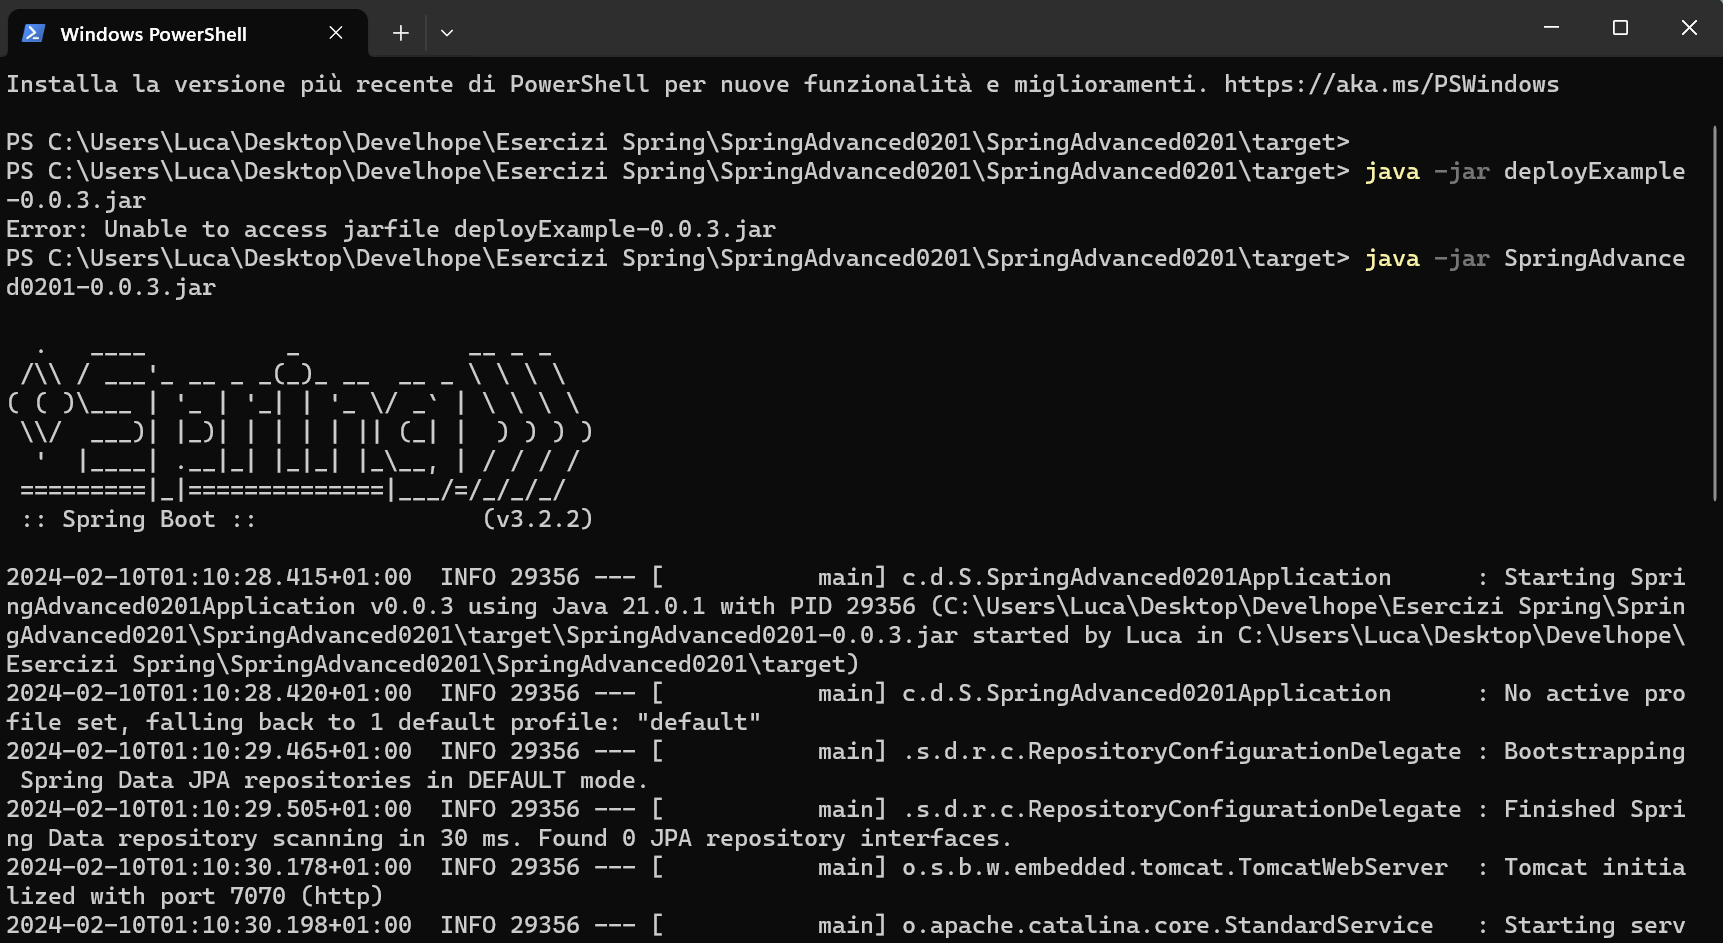 Windows PowerShell
Installa la versione più recente di PowerShell per nuove funzionalità e miglioramenti. https://aka.ms/PSWindows
PS C:\Users\Luca\Desktop\Develhope\Esercizi Spring\SpringAdvanced0201\SpringAdvanced0201\target>
PS C:\Users\Luca\Desktop\Develhope\Esercizi Spring\SpringAdvanced0201\SpringAdvanced0201\target> java -jar deployExample
-0.0.3.jar
Error: Unable to access jarfile deployExample-0.0.3.jar
PS C:\Users\Luca\Desktop\Develhope\Esercizi Spring\SpringAdvanced0201\SpringAdvanced0201\target> java -jar SpringAdvance
d0201-0.0.3.jar
  .   ____          _            __ _ _
 /\\ / ___'_ __ _ _(_)_ __  __ _ \ \ \ \
( ( )\___ | '_ | '_| | '_ \/ _` | \ \ \ \
 \\/  ___)| |_)| | | | | || (_| |  ) ) ) )
  '  |____| .__|_| |_|_| |_\__, | / / / /
 =========|_|==============|___/=/_/_/_/
 :: Spring Boot ::                (v3.2.2)
2024-02-10T01:10:28.415+01:00  INFO 29356 --- [           main] c.d.S.SpringAdvanced0201Application      : Starting Spri
ngAdvanced0201Application v0.0.3 using Java 21.0.1 with PID 29356 (C:\Users\Luca\Desktop\Develhope\Esercizi Spring\Sprin
gAdvanced0201\SpringAdvanced0201\target\SpringAdvanced0201-0.0.3.jar started by Luca in C:\Users\Luca\Desktop\Develhope\
Esercizi Spring\SpringAdvanced0201\SpringAdvanced0201\target)
2024-02-10T01:10:28.420+01:00  INFO 29356 --- [           main] c.d.S.SpringAdvanced0201Application      : No active pro
file set, falling back to 1 default profile: "default"
2024-02-10T01:10:29.465+01:00  INFO 29356 --- [           main] .s.d.r.c.RepositoryConfigurationDelegate : Bootstrapping
 Spring Data JPA repositories in DEFAULT mode.
2024-02-10T01:10:29.505+01:00  INFO 29356 --- [           main] .s.d.r.c.RepositoryConfigurationDelegate : Finished Spri
ng Data repository scanning in 30 ms. Found 0 JPA repository interfaces.
2024-02-10T01:10:30.178+01:00  INFO 29356 --- [           main] o.s.b.w.embedded.tomcat.TomcatWebServer  : Tomcat initia
lized with port 7070 (http)
2024-02-10T01:10:30.198+01:00  INFO 29356 --- [           main] o.apache.catalina.core.StandardService   : Starting serv